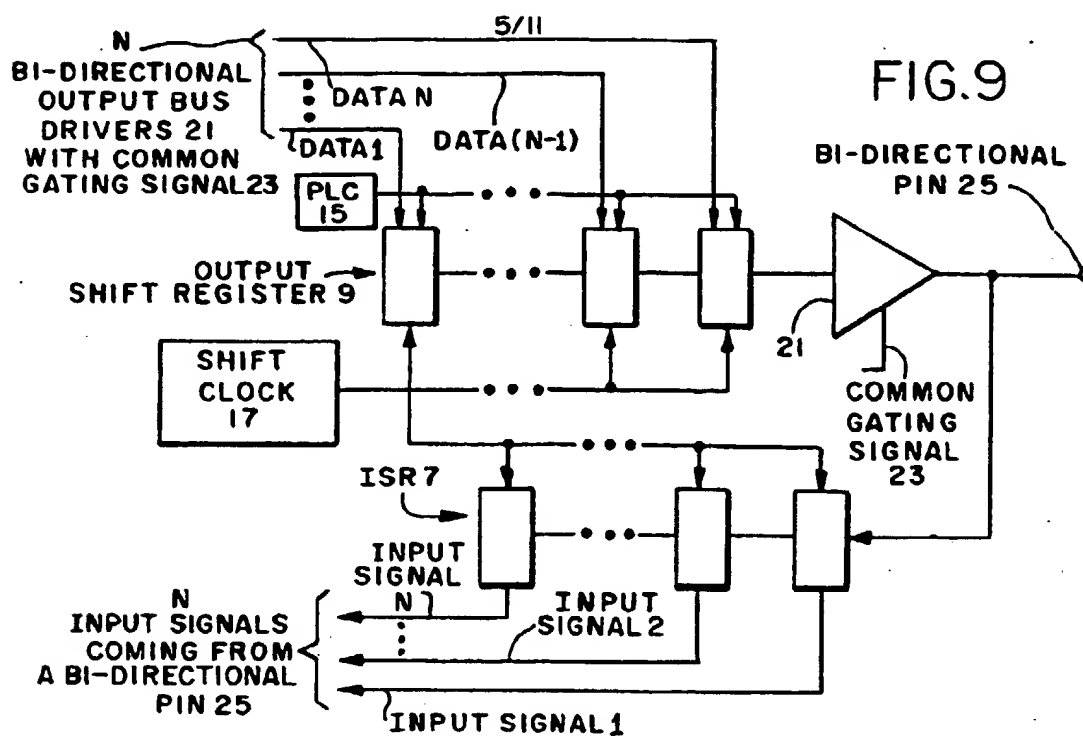 5/11
N
BI-DIRECTIONAL
OUTPUT BUS
DRIVERS 21
WITH COMMON
GATING SIGNAL 23
DATA N
DATA (N-1)
DATA 1
FIG. 9
BI-DIRECTIONAL
PIN 25
PLC
15
OUTPUT
SHIFT REGISTER 9
21
SHIFT
CLOCK
17
COMMON
GATING
SIGNAL
23
ISR 7
INPUT
SIGNAL
N
INPUT
SIGNAL 2
N
INPUT SIGNALS
COMING FROM
A BI-DIRECTIONAL
PIN 25
INPUT SIGNAL 1